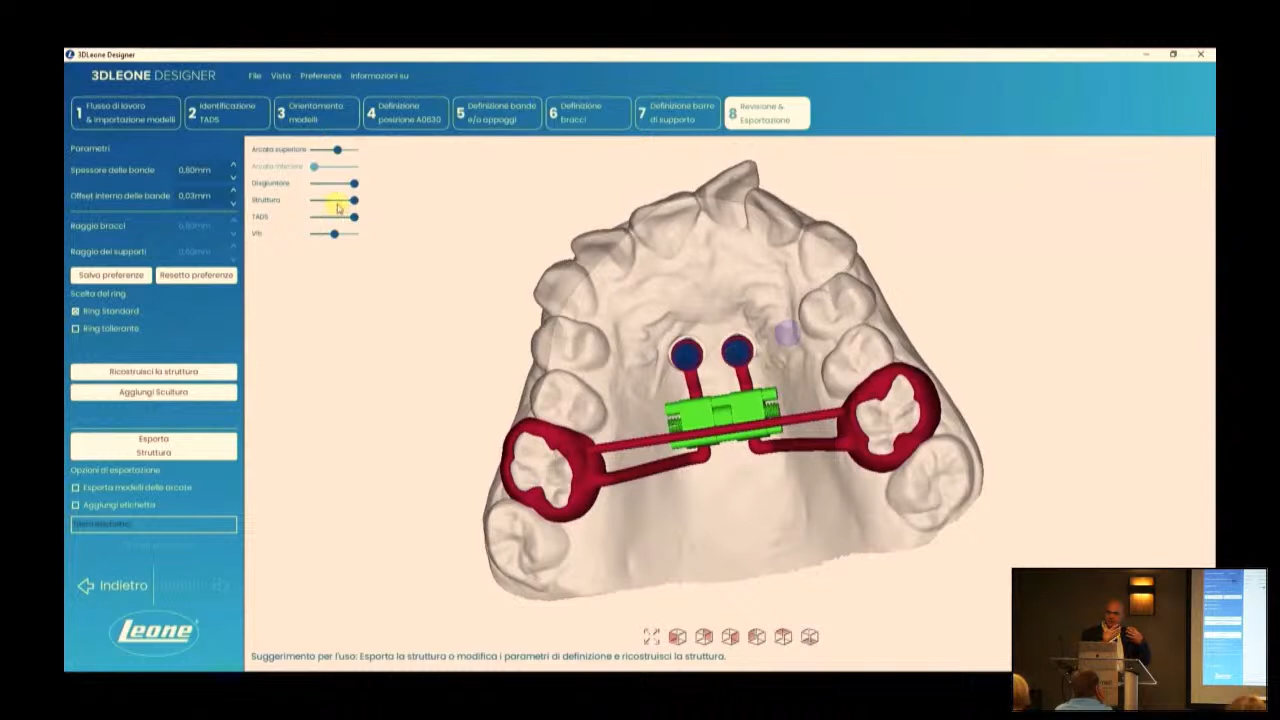 3DLeone Designer
3DLEONE DESIGNER
File Vista Preferenze Informazioni su
1 Flusso di lavoro & importazione modelli
2 Identificazione TADS
3 Orientamento modelli
4 Definizione posizione A0630
5 Definizione bande e/o appoggi
6 Definizione bracci
7 Definizione barre di supporto
8 Revisione & Esportazione
Parametri
Spessore delle bande 0,80mm
Offset interno delle bande 0,03mm
Raggio bracci
Raggio dei supporti
Salva preferenze Resetta preferenze
Scelta del ring
Ring Standard
Ring tollerante
Ricostruisci la struttura
Aggiungi Scultura
Esporta
Struttura
Opzioni di esportazione
Esporta modelli delle arcate
Aggiungi etichetta
Indietro
Leone
Arcata superiore
Arcata inferiore
Disgiuntore
Struttura
TADS
Viti
Suggerimento per l'uso: Esporta la struttura o modifica i parametri di definizione e ricostruisci la struttura.
Leone